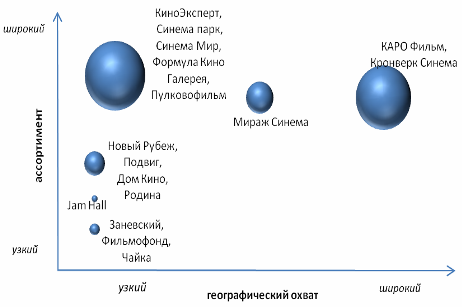 широкий
КиноЭксперт,
Синема парк,
Синема Мир,
Формула Кино
Галерея,
Пулковофильм
КАРО Фильм,
Кронверк Синема
Мираж Синема
ассортимент
Новый Рубеж,
Подвиг,
Дом Кино,
Родина
Jam Hall
Заневский,
Фильмофонд,
Чайка
узкий
узкий
географический охват
широкий